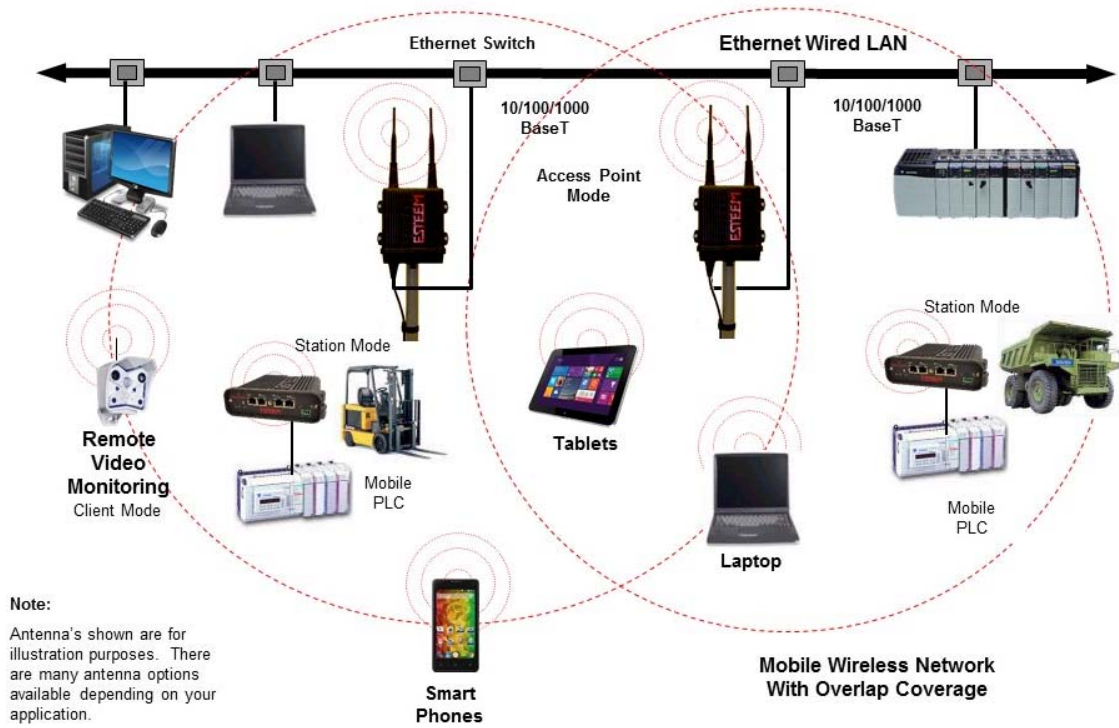 Ethernet Switch
Ethernet Wired LAN
10/100/1000
BaseT
10/100/1000
BaseT
Access Point
Mode
ESTEEM
ESTEEM
Station Mode
Station Mode
Remote
Video
Monitoring
Client Mode
Mobile
PLC
Tablets
Mobile
PLC
Laptop
Note:
Antenna's shown are for
illustration purposes. There
are many antenna options
available depending on your
application.
Smart
Phones
Mobile Wireless Network
With Overlap Coverage